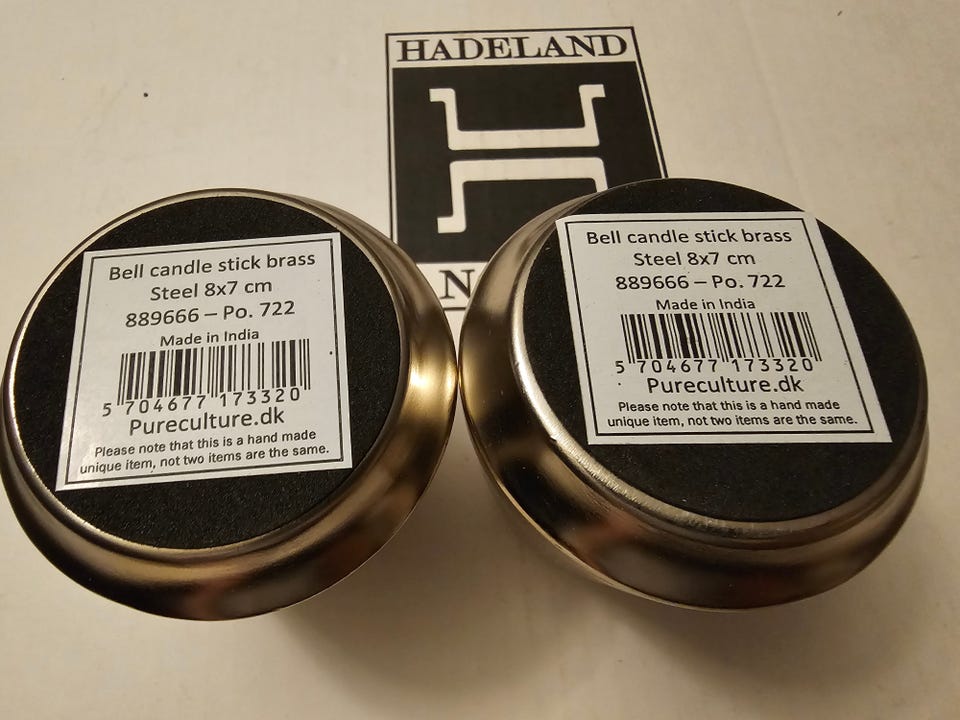 HADELAND
H
N
Bell candle stick brass
Steel 8x7 cm
889666 – Po. 722
Made in India
5 704677 173320
Pureculture.dk
Please note that this is a hand made
unique item, not two items are the same.
Bell candle stick brass
Steel 8x7 cm
889666 – Po. 722
Made in India
5 704677 173320
Pureculture.dk
Please note that this is a hand made
unique item, not two items are the same.